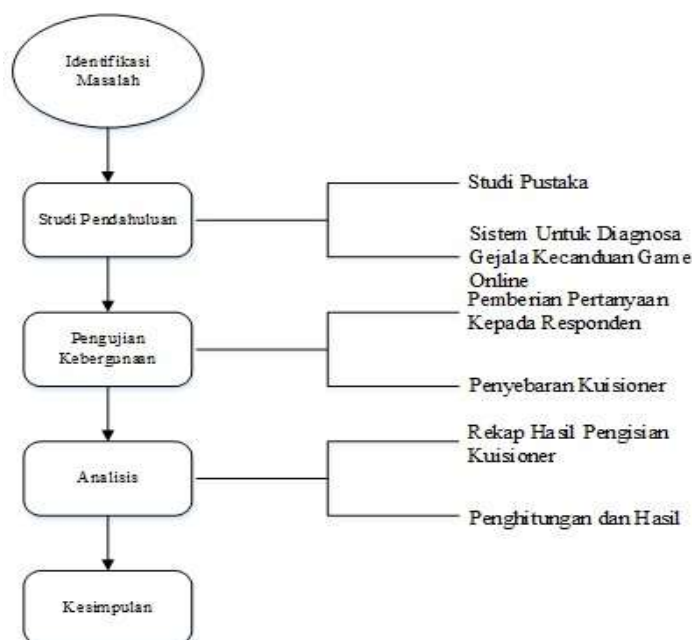 Identifikasi
Masalah
Studi Pendahuluan
Studi Pustaka
Sistem Untuk Diagnosa
Gejala Kecanduan Game
Online
Pengujian
Kebergunaan
Pemberian Pertanyaan
Kepada Responden
Penyebaran Kuisioner
Analisis
Rekap Hasil Pengisian
Kuisioner
Penghitungan dan Hasil
Kesimpulan